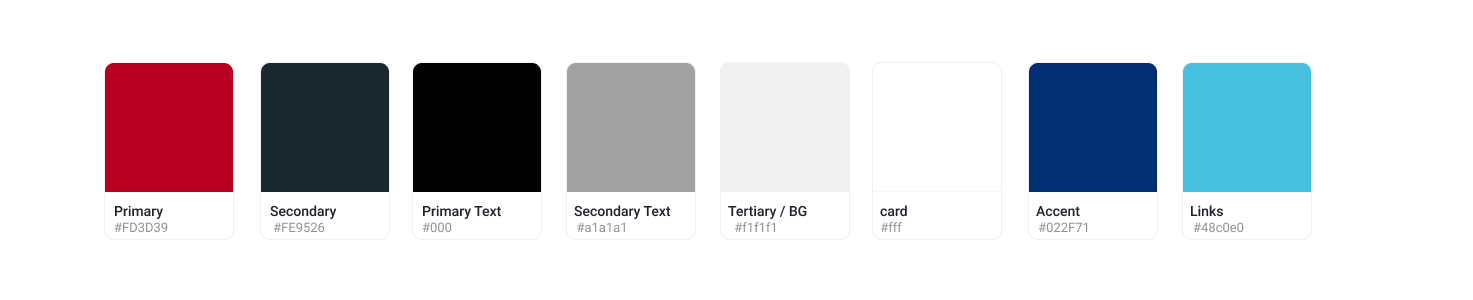 Primary
#FD3D39
Secondary
#FE9526
Primary Text
#000
Secondary Text
#a1a1a1
Tertiary / BG
#f1f1f1
card
#fff
Accent
#022F71
Links
#48c0e0